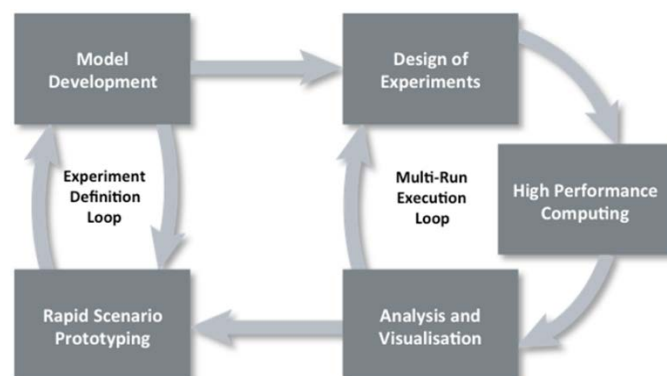 Model
Development
Design of
Experiments
Experiment
Definition
Loop
Multi-Run
Execution
Loop
High Performance
Computing
Rapid Scenario
Prototyping
Analysis and
Visualisation